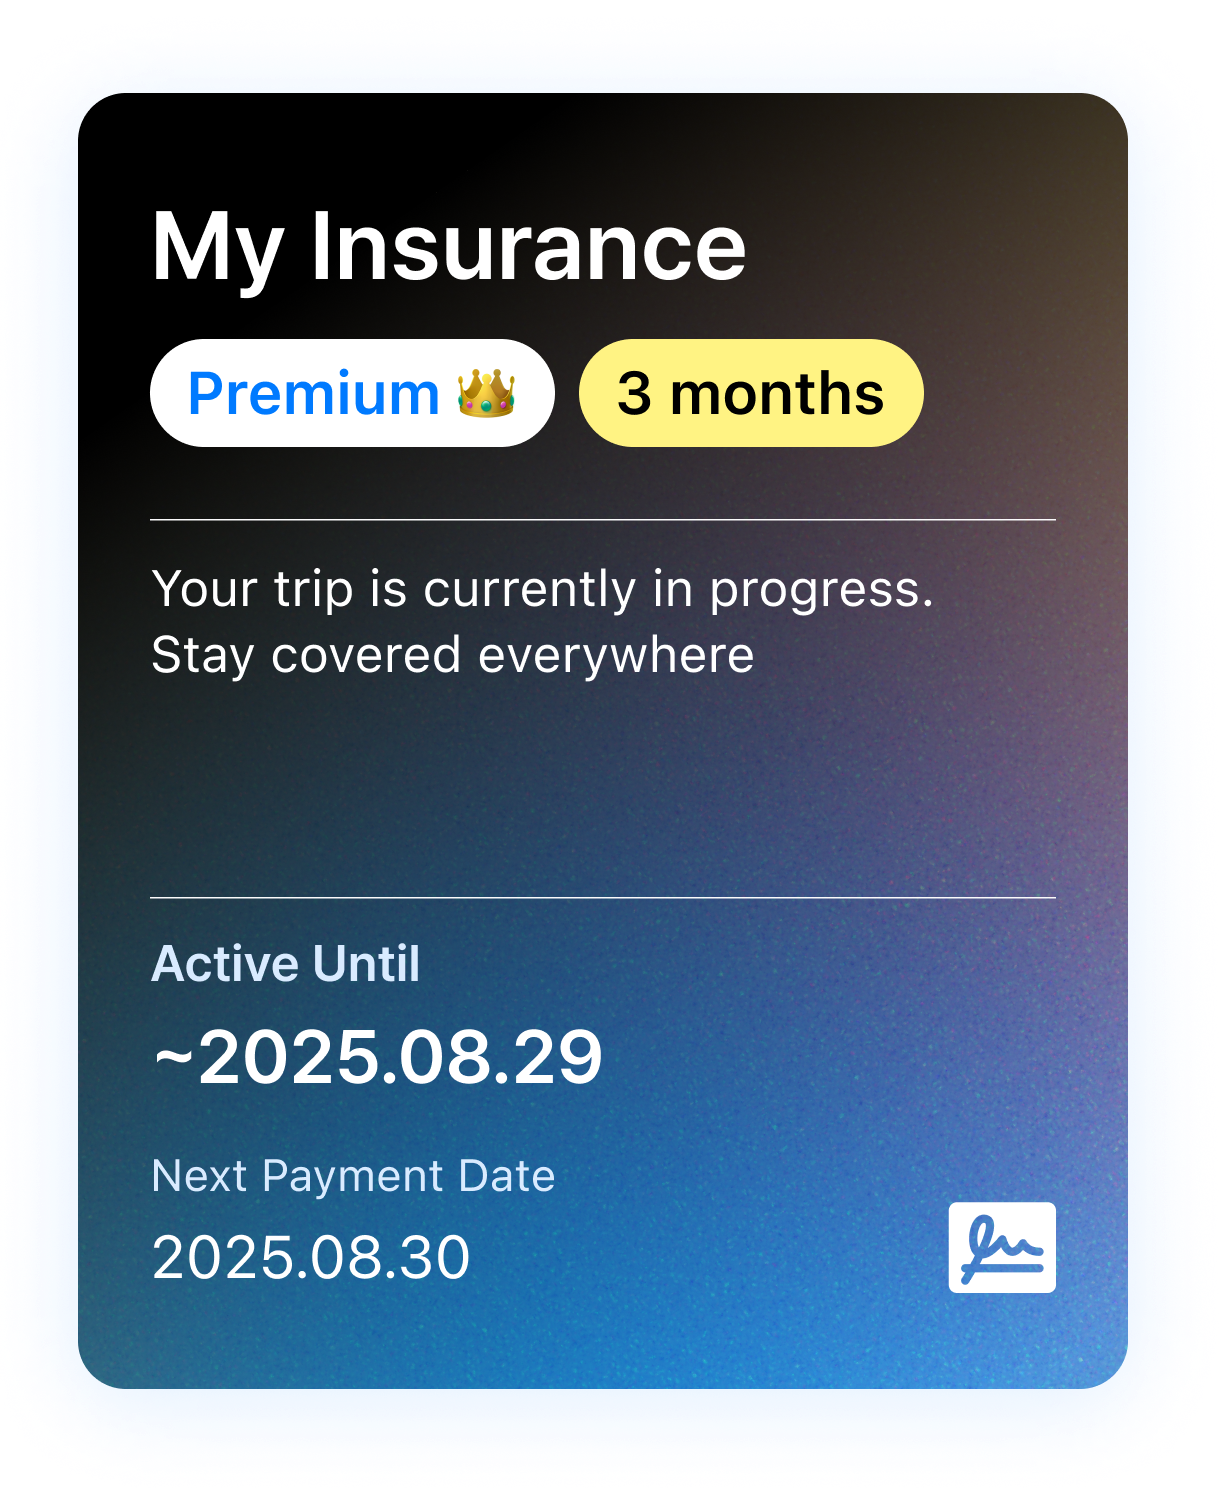 My Insurance
Premium 👑 3 months
Your trip is currently in progress.
Stay covered everywhere
Active Until
~2025.08.29
Next Payment Date
2025.08.30